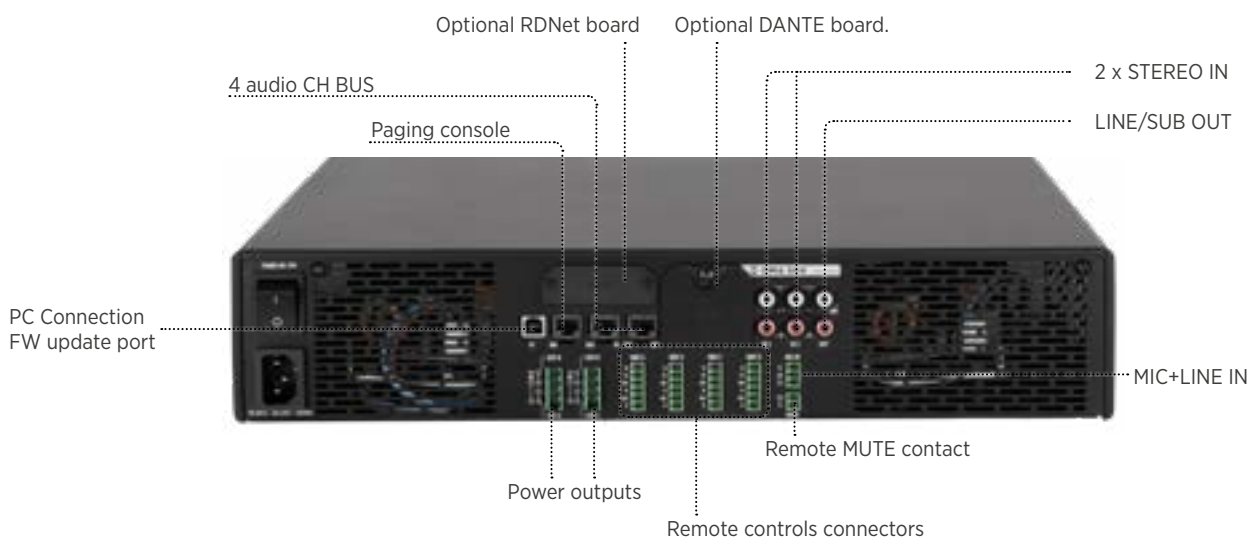 Optional RDNet board
Optional DANTE board.
4 audio CH BUS
2 x STEREO IN
Paging console
LINE/SUB OUT
PC Connection
FW update port
MIC+LINE IN
Remote MUTE contact
Power outputs
Remote controls connectors